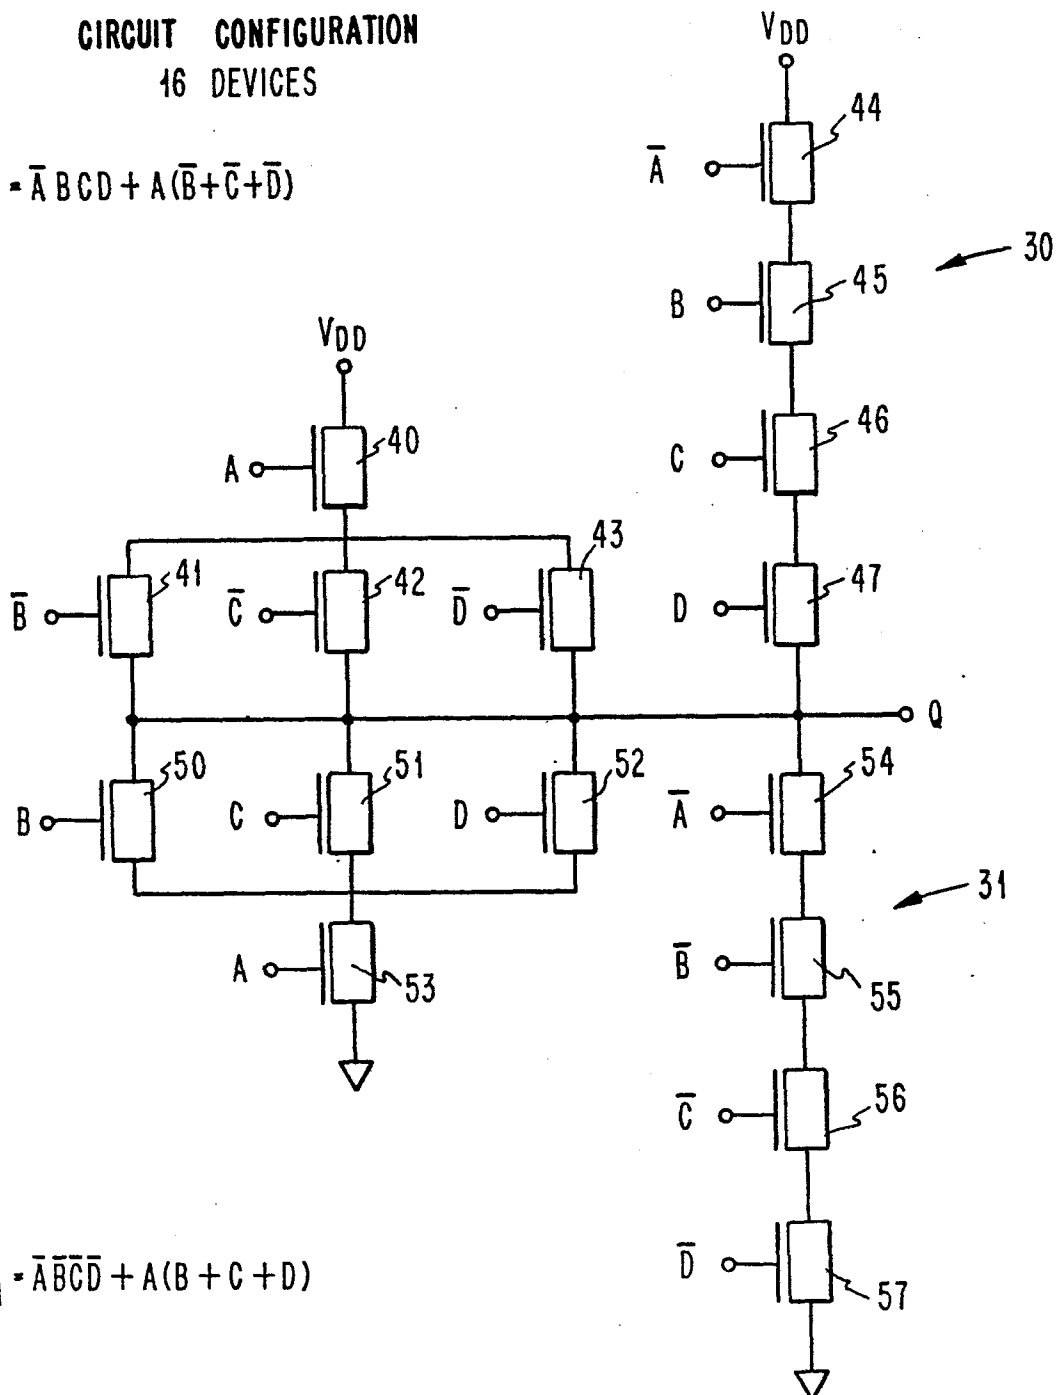 CIRCUIT CONFIGURATION
16 DEVICES
= A̅ B C D + A(B̅+C̅+D̅)
VDD
44
A̅
30
45
B
VDD
46
40
C
A
43
41
42
47
B̅
C̅
D̅
D
Q
50
51
52
54
B
C
D
A̅
31
A
53
B̅
55
C̅
56
D̅
57
= A̅B̅C̅D̅ + A(B + C + D)